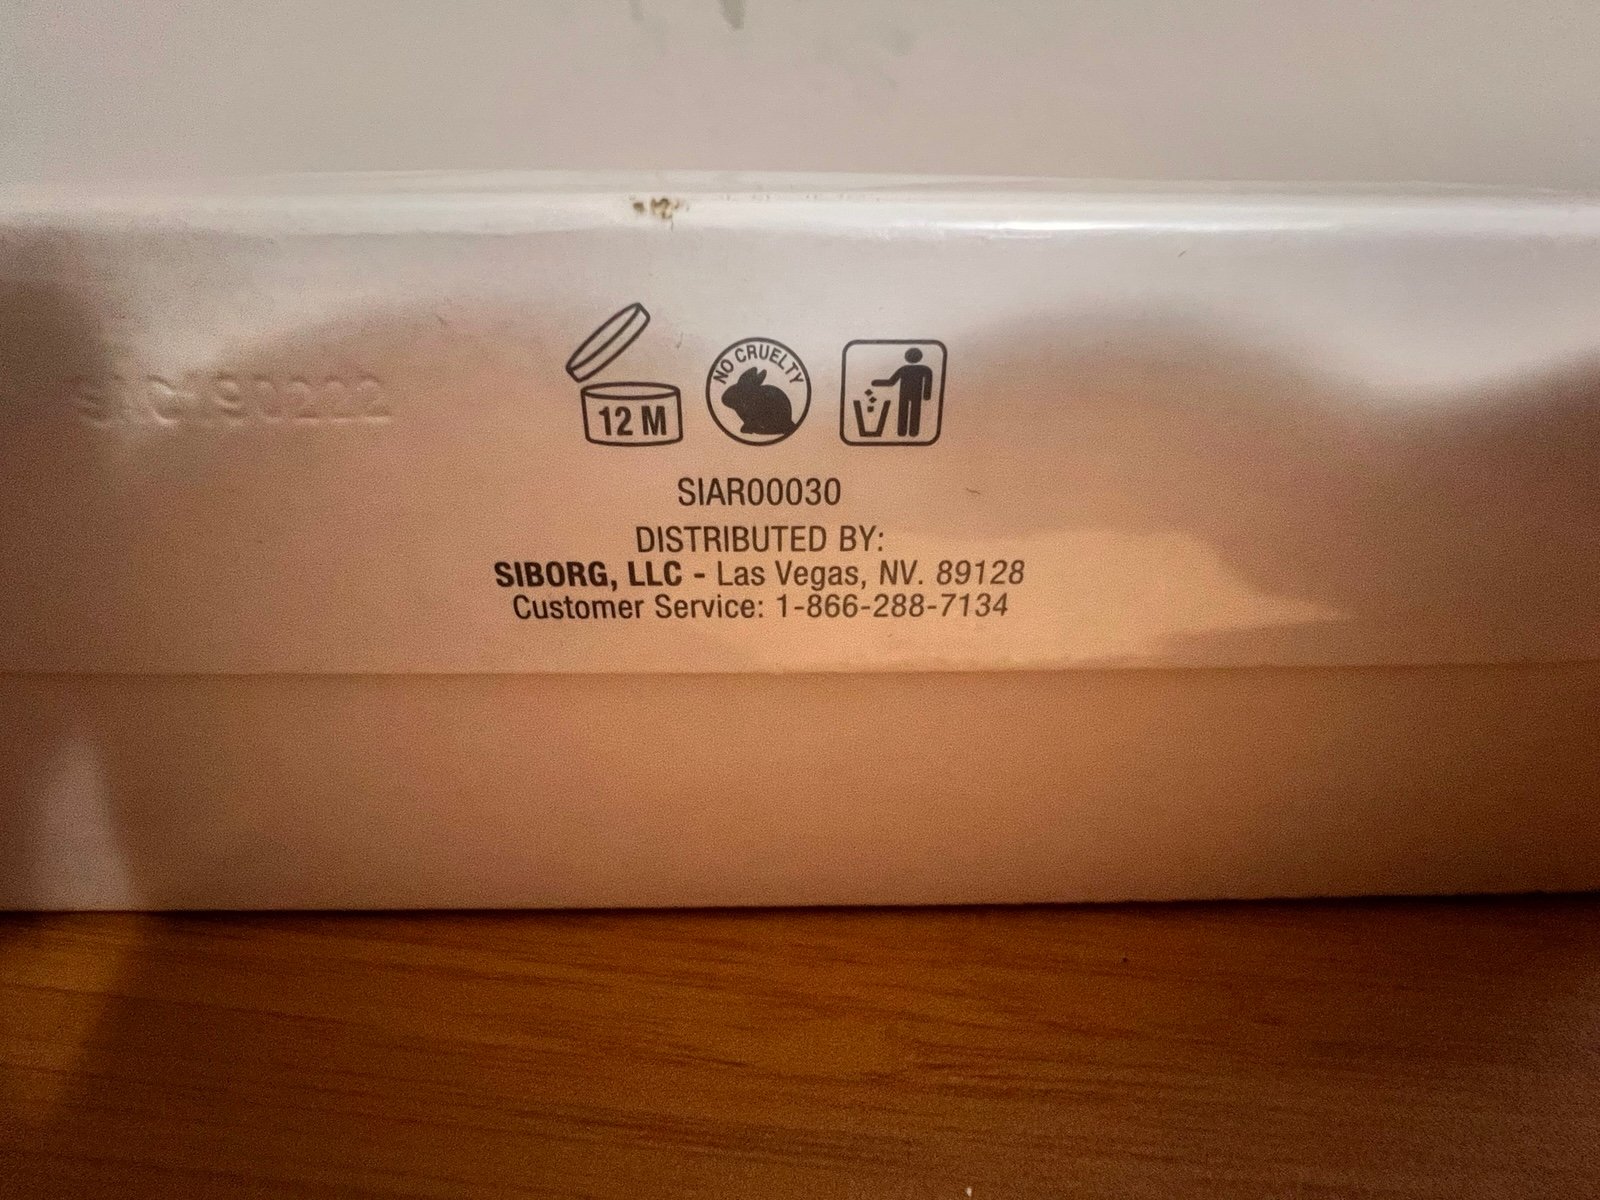 12 M
NO CRUELTY
SIAR00030
DISTRIBUTED BY:
SIBORG, LLC - Las Vegas, NV. 89128
Customer Service: 1-866-288-7134